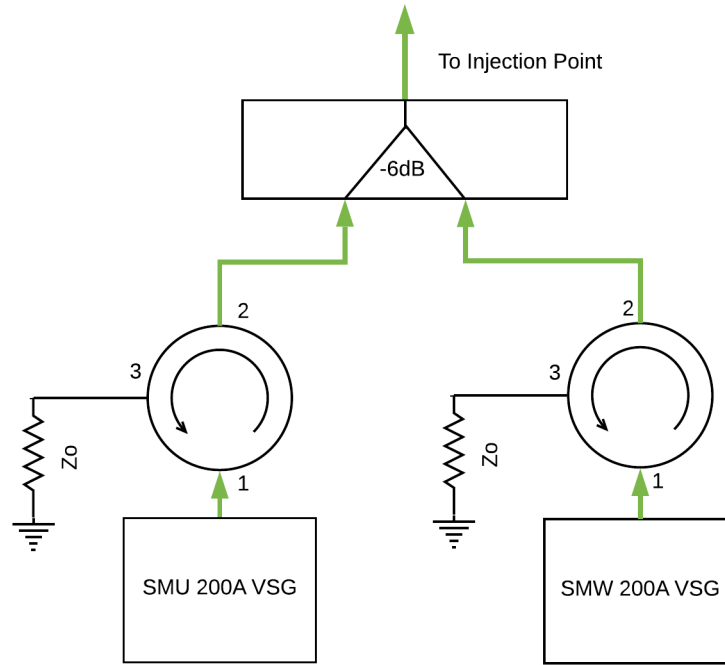 To Injection Point
-6dB
2
2
3
3
Zo
Zo
1
1
SMU 200A VSG
SMW 200A VSG